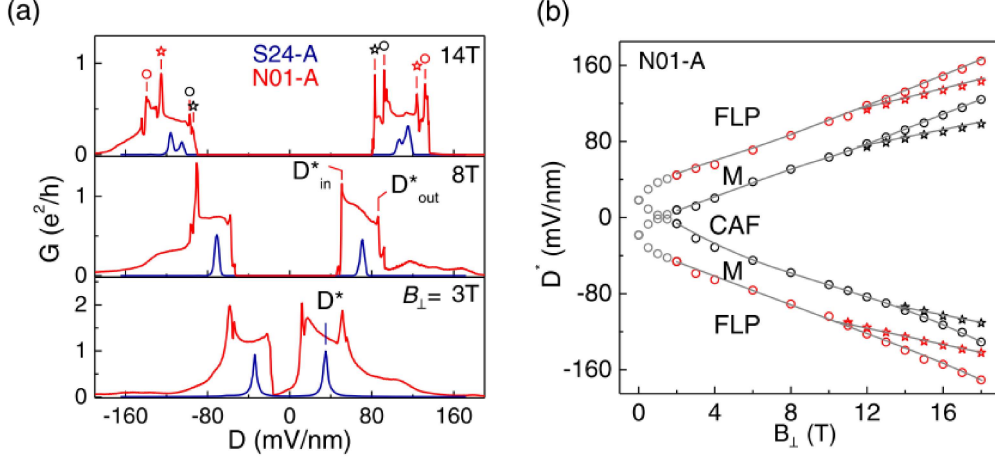 (a)
S24-A
N01-A
14T
1
0
D*in
D*out
8T
1
0
D*
B⊥= 3T
2
1
0
-160
-80
0
80
160
D (mV/nm)
G (e²/h)
(b)
N01-A
160
80
0
-80
-160
D* (mV/nm)
FLP
M
CAF
M
FLP
0
4
8
12
16
B⊥ (T)